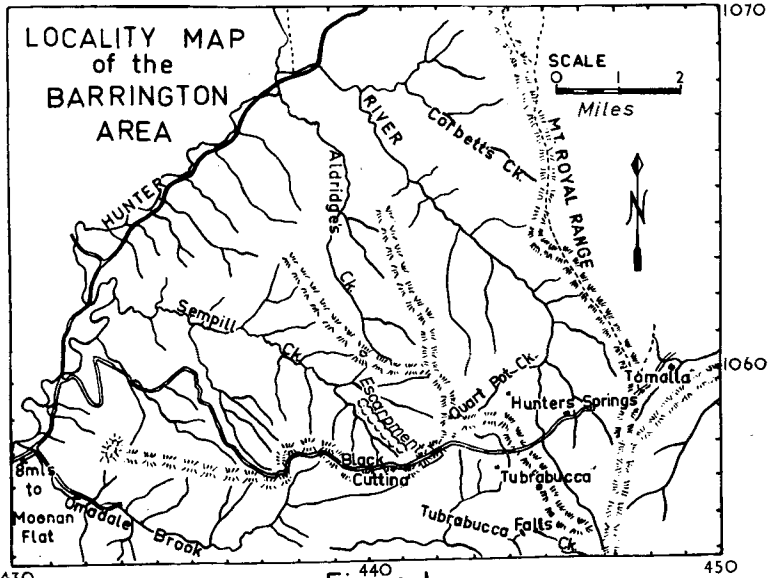 LOCALITY MAP
of the
BARRINGTON
AREA
1070
SCALE
0 1 2
Miles
N
MT. ROYAL RANGE
HUNTER
RIVER
Corbett's Ck.
Aldridges
Ck.
Sempill
Ck.
Escarpment
Quart Pot Ck.
Hunters Springs
Tomalla
1060
Black
Cutting
Tubrabucca
Tubrabucca Falls
Ck.
8mls
to
Moonan
Flat
Omadale
Brook
430
440
450